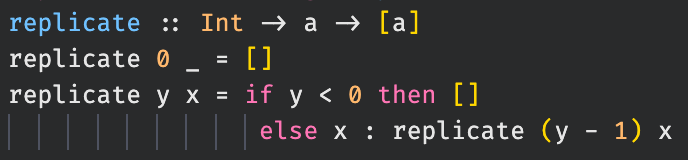 replicate :: Int → a → [a]
replicate 0 _ = []
replicate y x = if y < 0 then []
else x : replicate (y - 1) x